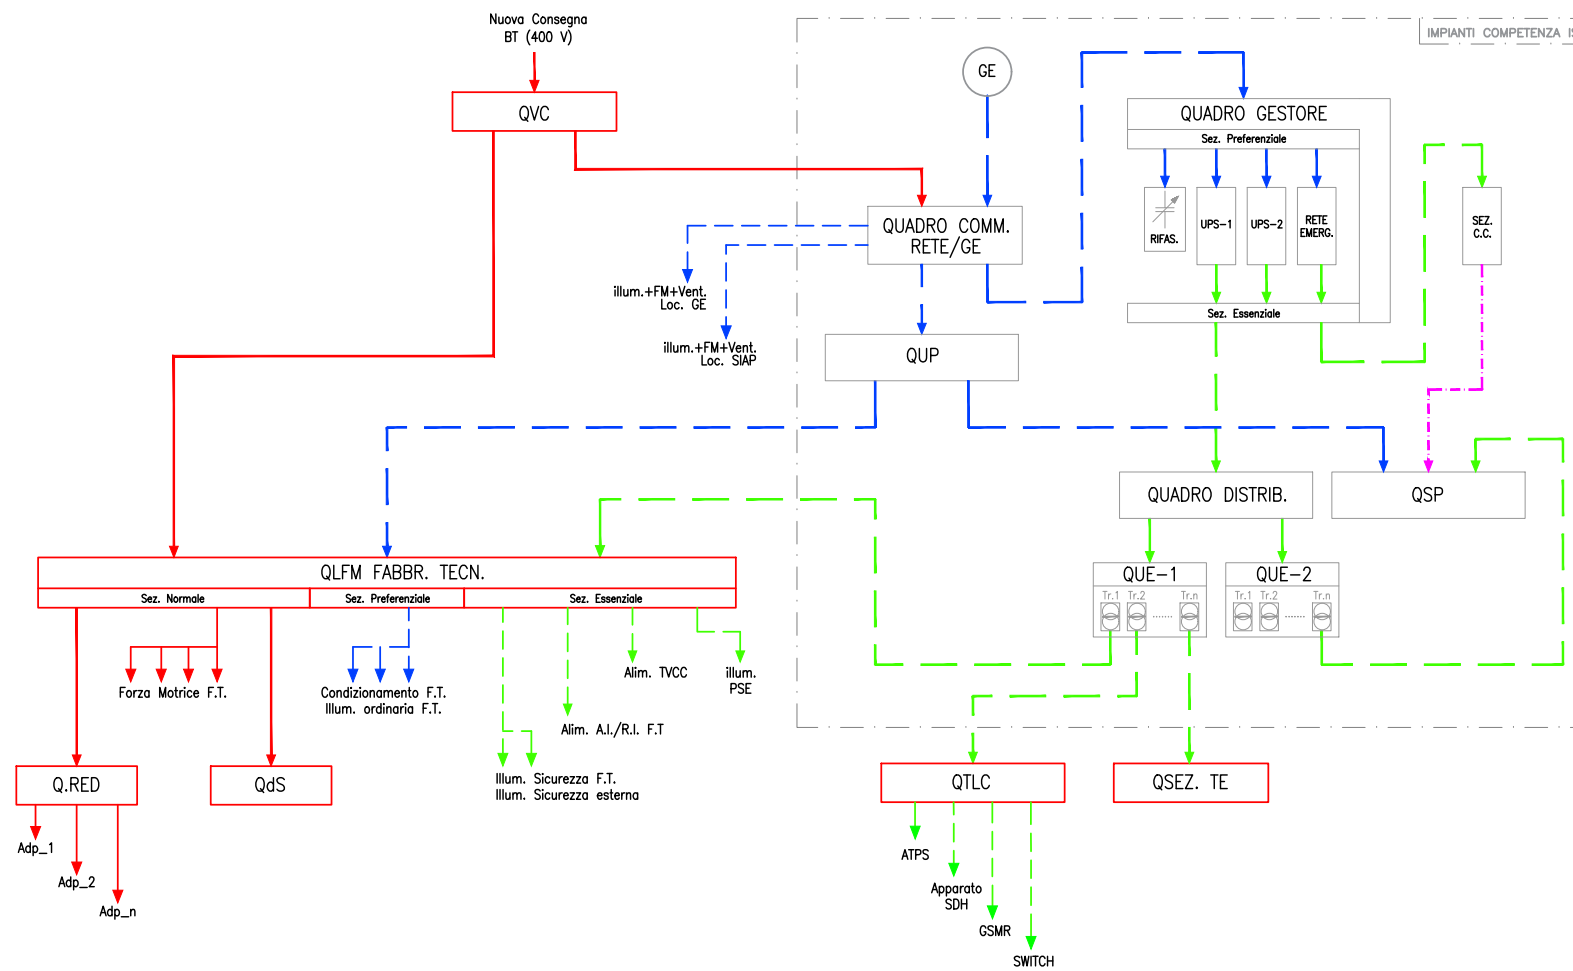 Nuova Consegna
BT (400 V)
IMPIANTI COMPETENZA IS
GE
QVC
QUADRO GESTORE
Sez. Preferenziale
RIFAS.
UPS-1
UPS-2
RETE
EMERG.
SEZ.
C.C.
QUADRO COMM.
RETE/GE
illum.+FM+Vent.
Loc. GE
illum.+FM+Vent.
Loc. SIAP
Sez. Essenziale
QUP
QUADRO DISTRIB.
QSP
QLFM FABBR. TECN.
Sez. Normale
Sez. Preferenziale
Sez. Essenziale
QUE-1
Tr.1
Tr.2
Tr.n
.......
QUE-2
Tr.1
Tr.2
Tr.n
.......
Forza Motrice F.T.
Condizionamento F.T.
Illum. ordinaria F.T.
Alim. TVCC
illum.
PSE
Alim. A.I./R.I. F.T
Illum. Sicurezza F.T.
Illum. Sicurezza esterna
Q.RED
QdS
QTLC
QSEZ. TE
Adp_1
Adp_2
Adp_n
ATPS
Apparato
SDH
GSMR
SWITCH